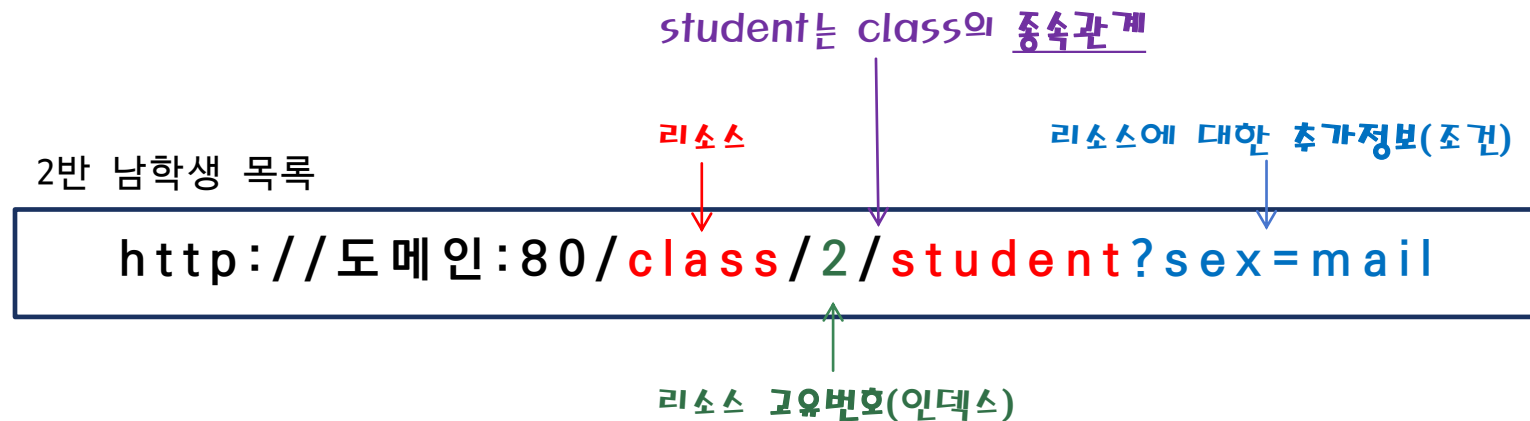 student는 class의 종속관계
리소스
리소스에 대한 추가정보(조건)
2반 남학생 목록
http://도메인:80/class/2/student?sex=mail
리소스 고유번호(인덱스)